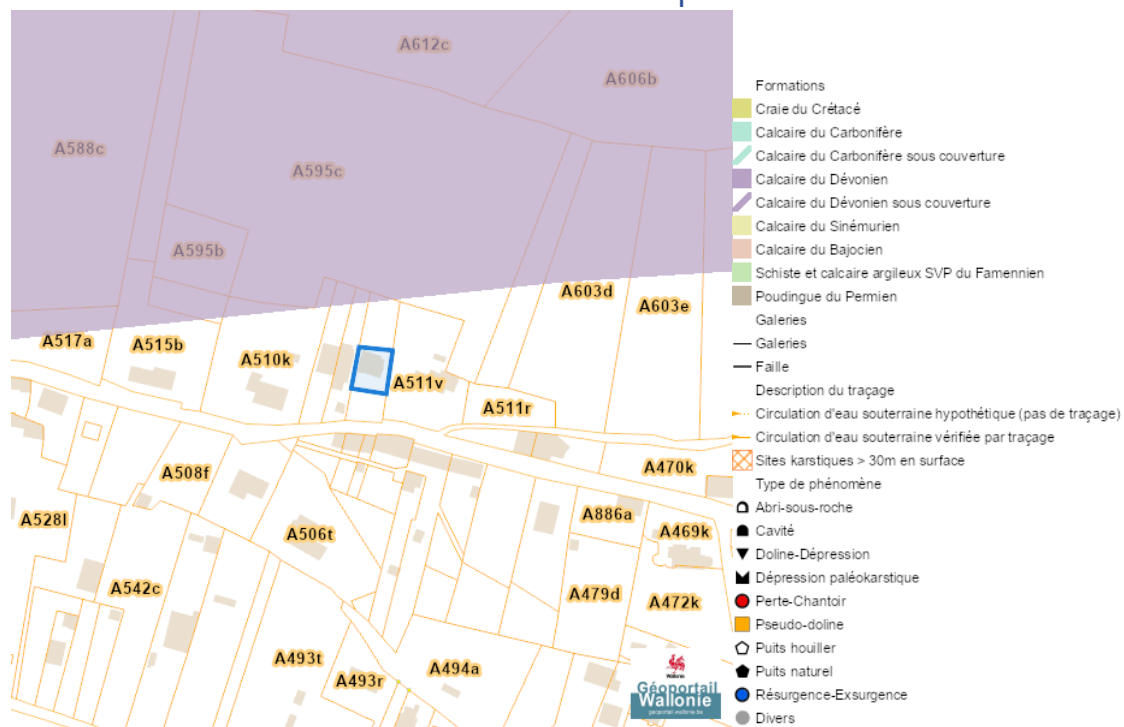 A612c
A606b
A588c
A595c
A595b
A603d
A603e
A517a
A515b
A510k
A511v
A511r
A508f
A470k
A528l
A886a
A469k
A506t
A542c
A479d
A472k
A493t
A493r
A494a
Wallonie
Géoportail
Wallonie
geoportail.wallonie.be
Formations
Craie du Crétacé
Calcaire du Carbonifère
Calcaire du Carbonifère sous couverture
Calcaire du Dévonien
Calcaire du Dévonien sous couverture
Calcaire du Sinémurien
Calcaire du Bajocien
Schiste et calcaire argileux SVP du Famennien
Poudingue du Permien
Galeries
Galeries
Faille
Description du traçage
Circulation d'eau souterraine hypothétique (pas de traçage)
Circulation d'eau souterraine vérifiée par traçage
Sites karstiques > 30m en surface
Type de phénomène
Abri-sous-roche
Cavité
Doline-Dépression
Dépression paléokarstique
Perte-Chantoir
Pseudo-doline
Puits houiller
Puits naturel
Résurgence-Exsurgence
Divers